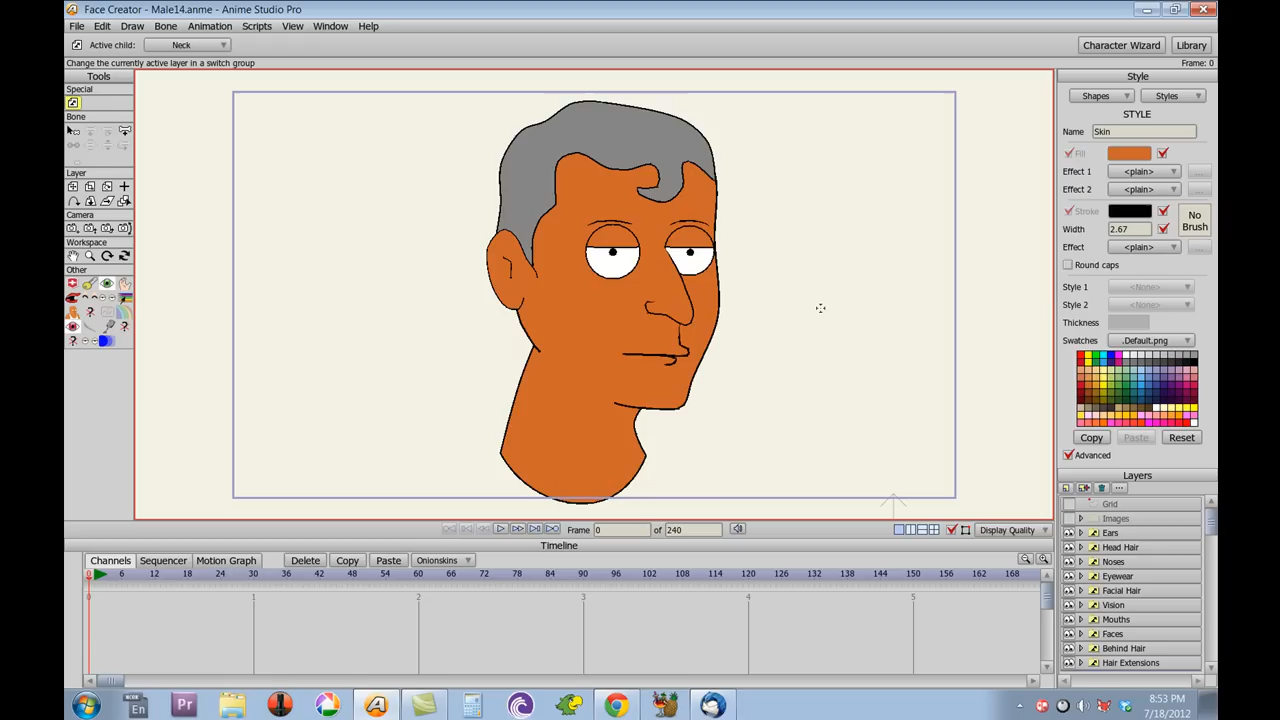 Face Creator - Male14.anme - Anime Studio Pro
File Edit Draw Bone Animation Scripts View Window Help
Active child: Neck Character Wizard Library
Change the currently active layer in a switch group Frame: 0
Tools
Special
Bone
Layer
Camera
Workspace
Other
Style
Shapes Styles
STYLE
Name Skin
Fill
Effect 1 <plain> ...
Effect 2 <plain> ...
Stroke
No Brush
Width 2.67
Effect <plain> ...
Round caps
Style 1 <None>
Style 2 <None>
Thickness
Swatches .Default.png
Copy Paste Reset
Advanced
Layers
Grid
Images
Ears
Head Hair
Noses
Eyewear
Facial Hair
Vision
Mouths
Faces
Behind Hair
Hair Extensions
Frame 0 of 240 Display Quality
Timeline
Channels Sequencer Motion Graph Delete Copy Paste Onionskins
0 6 12 18 24 30 36 42 48 54 60 66 72 78 84 90 96 102 108 114 120 126 132 138 144 150 156 162 168
0 1 2 3 4 5
En Pr
8:53 PM
7/18/2012